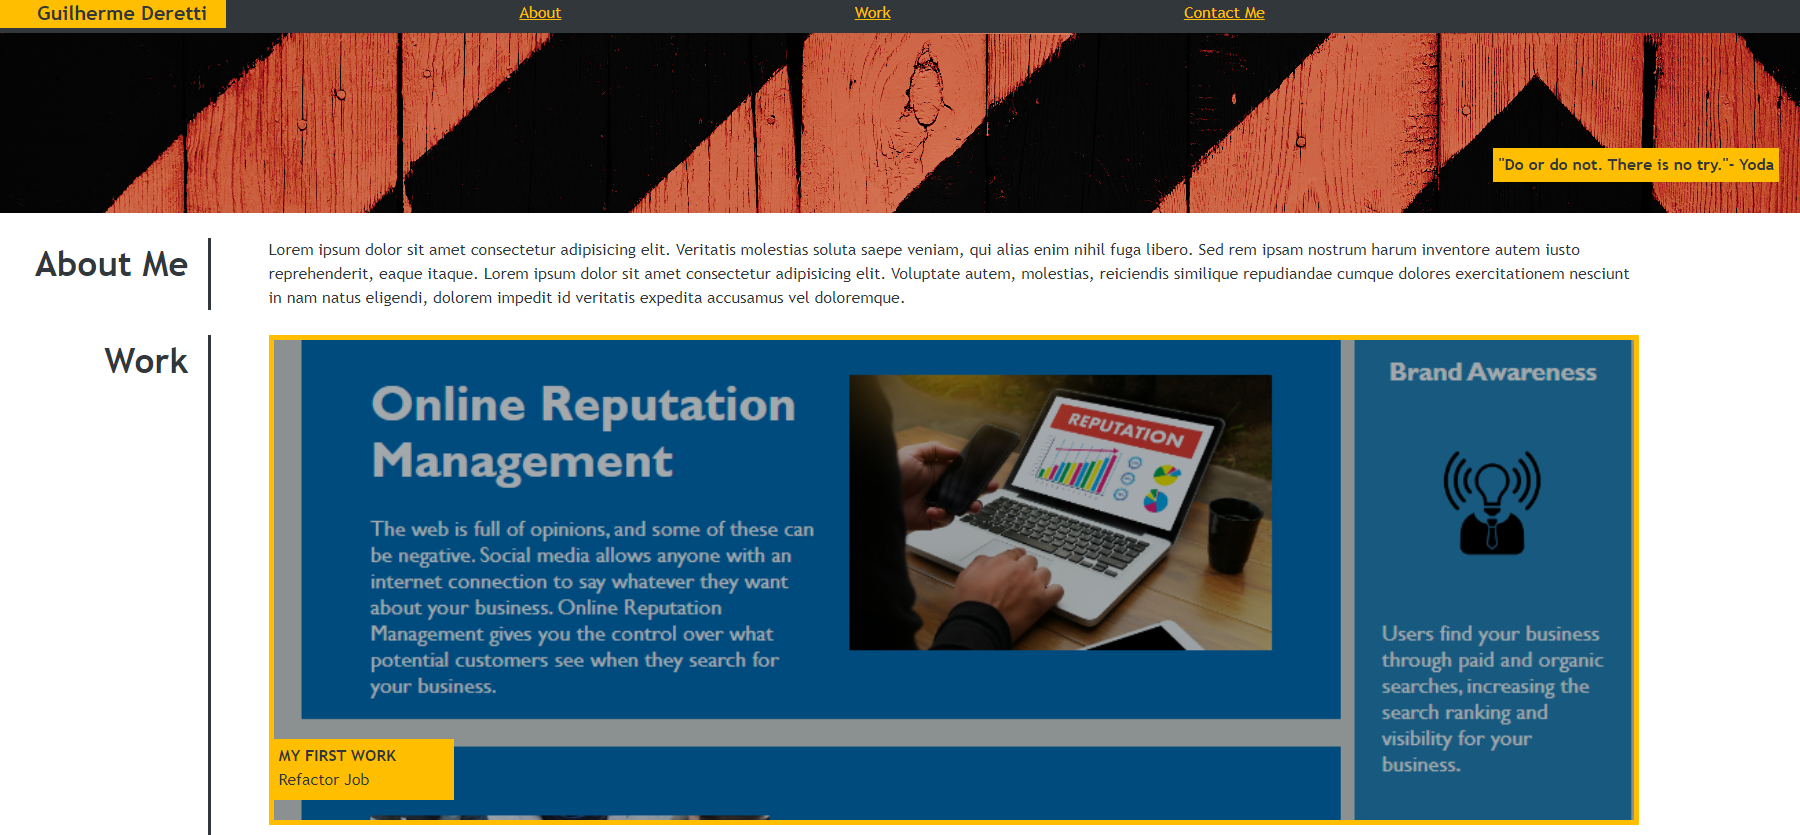 Guilherme Deretti
About
Work
Contact Me
"Do or do not. There is no try."- Yoda
About Me
Lorem ipsum dolor sit amet consectetur adipisicing elit. Veritatis molestias soluta saepe veniam, qui alias enim nihil fuga libero. Sed rem ipsam nostrum harum inventore autem iusto
reprehenderit, eaque itaque. Lorem ipsum dolor sit amet consectetur adipisicing elit. Voluptate autem, molestias, reiciendis similique repudiandae cumque dolores exercitationem nesciunt
in nam natus eligendi, dolorem impedit id veritatis expedita accusamus vel doloremque.
Work
Online Reputation
Management
The web is full of opinions, and some of these can
be negative. Social media allows anyone with an
internet connection to say whatever they want
about your business. Online Reputation
Management gives you the control over what
potential customers see when they search for
your business.
REPUTATION
Brand Awareness
Users find your business
through paid and organic
searches, increasing the
search ranking and
visibility for your
business.
MY FIRST WORK
Refactor Job